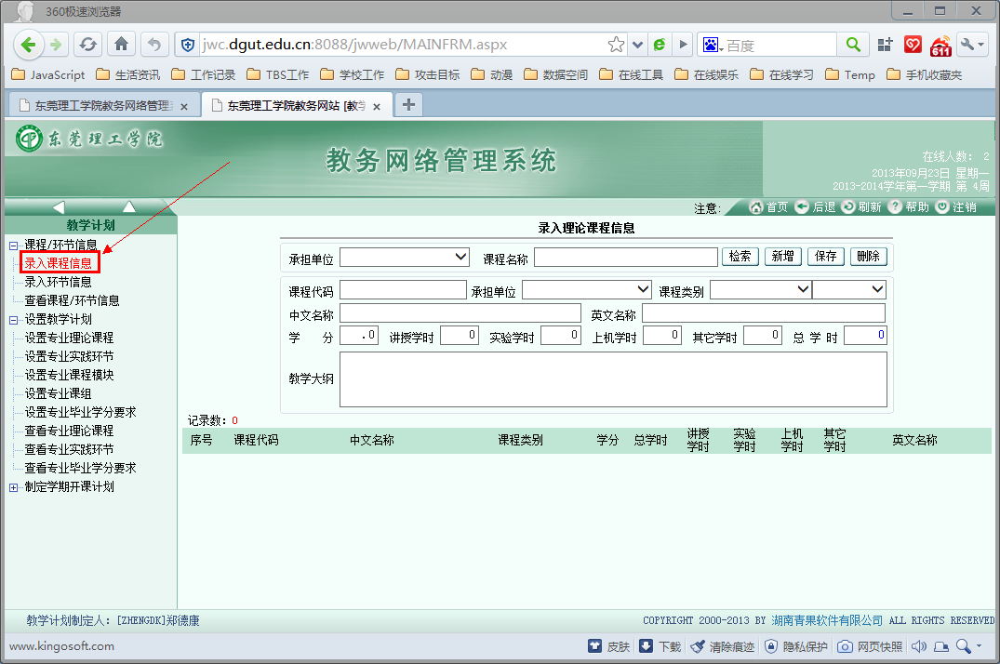 360极速浏览器
jwc.dgut.edu.cn:8088/jwweb/MAINFRM.aspx
百度
611
JavaScript 生活资讯 工作记录 TBS工作 学校工作 攻击目标 动漫 数据空间 在线工具 在线娱乐 在线学习 Temp 手机收藏夹
东莞理工学院教务网络管理 东莞理工学院教务网站 [教学
东莞理工学院
教务网络管理系统
在线人数： 2
2013年09月23日 星期一
2013-2014学年第一学期 第 4周
注意： 首页 后退 刷新 帮助 注销
教学计划
课程/环节信息
录入课程信息
录入环节信息
查看课程/环节信息
设置教学计划
设置专业理论课程
设置专业实践环节
设置专业课程模块
设置专业课组
设置专业毕业学分要求
查看专业理论课程
查看专业实践环节
查看专业毕业学分要求
制定学期开课计划
录入理论课程信息
承担单位 课程名称 检索 新增 保存 删除
课程代码 承担单位 课程类别
中文名称 英文名称
学 分 .0 讲授学时 0 实验学时 0 上机学时 0 其它学时 0 总 学 时 0
教学大纲
记录数：0
序号 课程代码 中文名称 课程类别 学分 总学时 讲授学时 实验学时 上机学时 其它学时 英文名称
教学计划制定人：[ZHENGDK]郑德康
COPYRIGHT 2000-2013 BY 湖南青果软件有限公司 ALL RIGHTS RESERVED
www.kingosoft.com
皮肤 下载 清除痕迹 隐私保护 网页快照